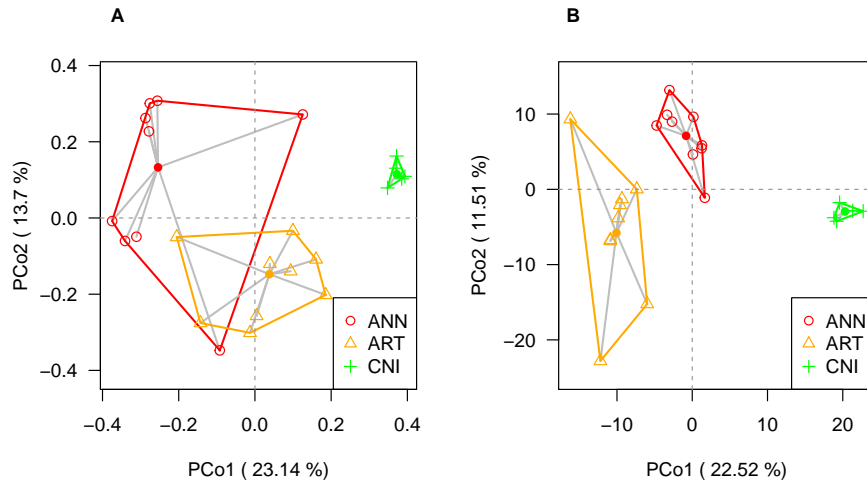 A
PCo2 ( 13.7 %)
0.4
0.2
0.0
−0.2
−0.4
−0.4 −0.2 0.0 0.2 0.4
PCo1 ( 23.14 %)
ANN
ART
CNI
B
PCo2 ( 11.51 %)
10
0
−10
−20
−10 0 10 20
PCo1 ( 22.52 %)
ANN
ART
CNI